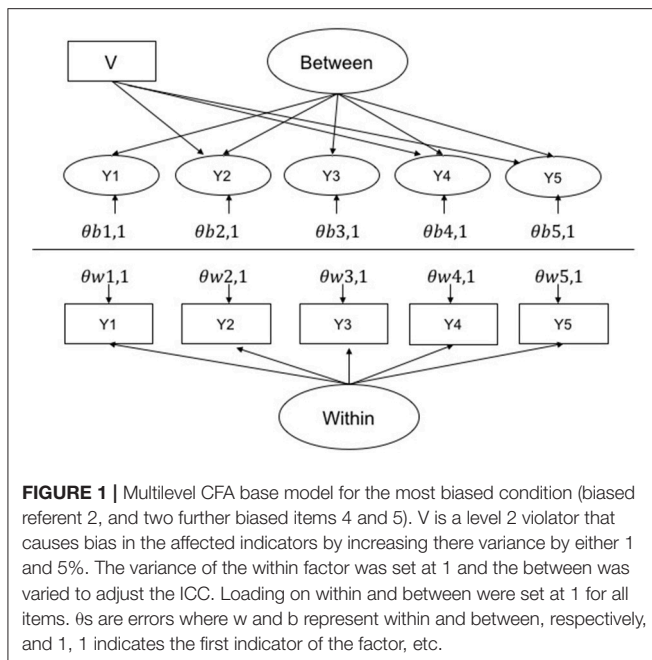 V
Between
Y1 Y2 Y3 Y4 Y5
θb1,1 θb2,1 θb3,1 θb4,1 θb5,1
θw1,1 θw2,1 θw3,1 θw4,1 θw5,1
Y1 Y2 Y3 Y4 Y5
Within
FIGURE 1 | Multilevel CFA base model for the most biased condition (biased
referent 2, and two further biased items 4 and 5). V is a level 2 violator that
causes bias in the affected indicators by increasing there variance by either 1
and 5%. The variance of the within factor was set at 1 and the between was
varied to adjust the ICC. Loading on within and between were set at 1 for all
items. θs are errors where w and b represent within and between, respectively,
and 1, 1 indicates the first indicator of the factor, etc.